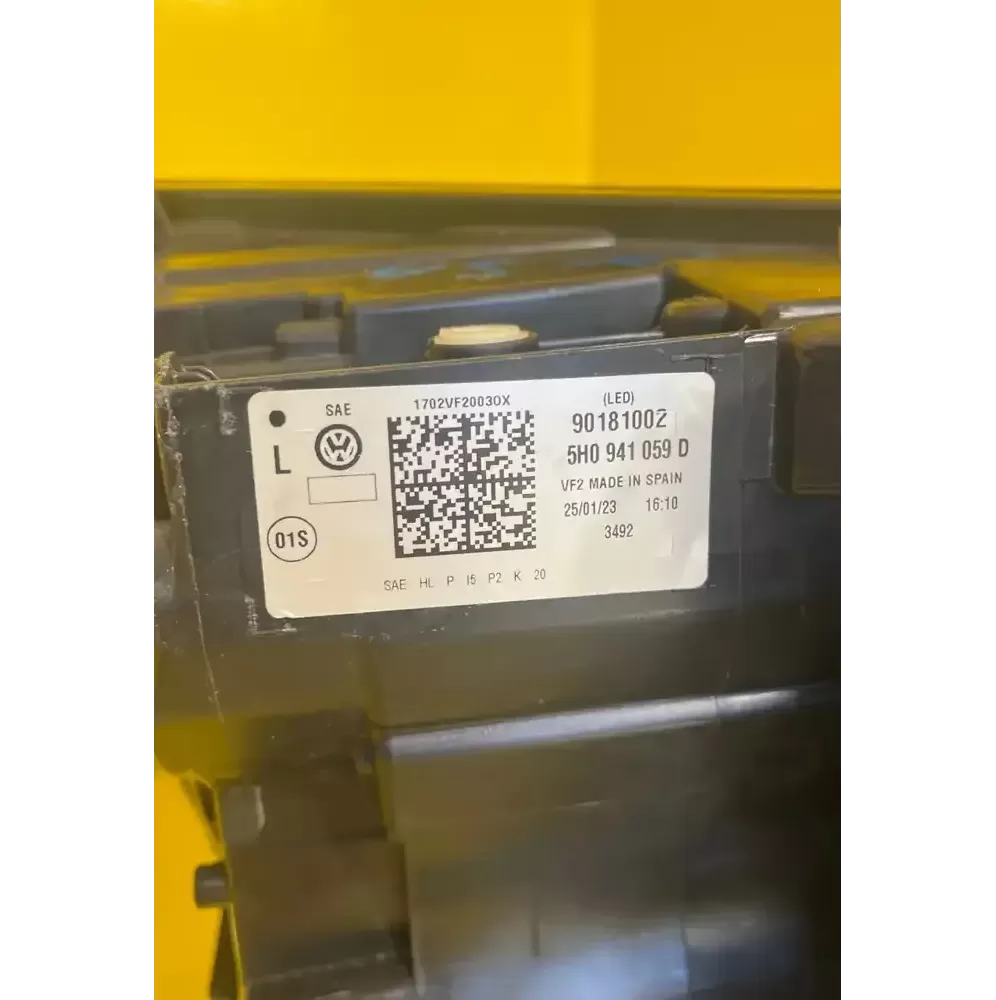 L
SAE
01S
1702VF20030X
SAE HL P I5 P2 K 20
(LED)
90181002
5H0 941 059 D
VF2 MADE IN SPAIN
25/01/23 16:10
3492